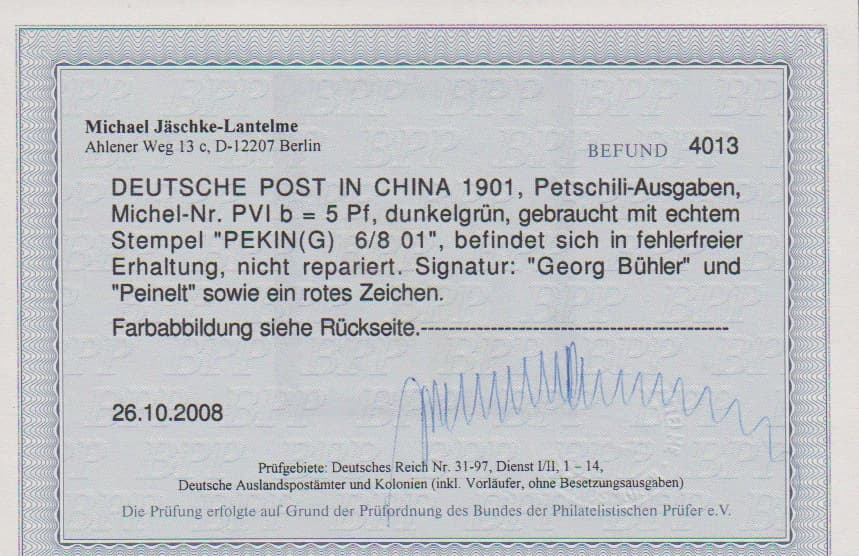 Michael Jäschke-Lantelme
Ahlener Weg 13 c, D-12207 Berlin
BEFUND 4013
DEUTSCHE POST IN CHINA 1901, Petschili-Ausgaben,
Michel-Nr. PVI b = 5 Pf, dunkelgrün, gebraucht mit echtem
Stempel "PEKIN(G) 6/8 01", befindet sich in fehlerfreier
Erhaltung, nicht repariert. Signatur: "Georg Bühler" und
"Peinelt" sowie ein rotes Zeichen.
Farbabbildung siehe Rückseite.------------------------------------------------
26.10.2008
Prüfgebiete: Deutsches Reich Nr. 31-97, Dienst I/II, 1 – 14,
Deutsche Auslandspostämter und Kolonien (inkl. Vorläufer, ohne Besetzungsausgaben)
Die Prüfung erfolgte auf Grund der Prüfordnung des Bundes der Philatelistischen Prüfer e.V.